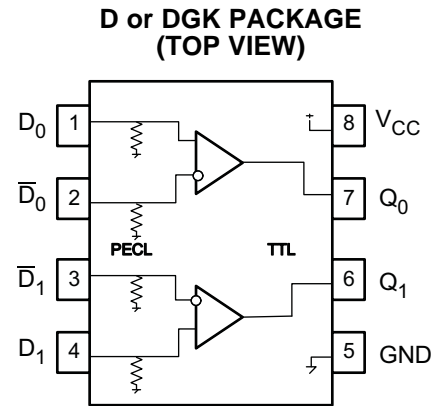 D or DGK PACKAGE
(TOP VIEW)
D₀ 1 8 V_CC
D̅₀ 2 7 Q₀
PECL TTL
D̅₁ 3 6 Q₁
D₁ 4 5 GND